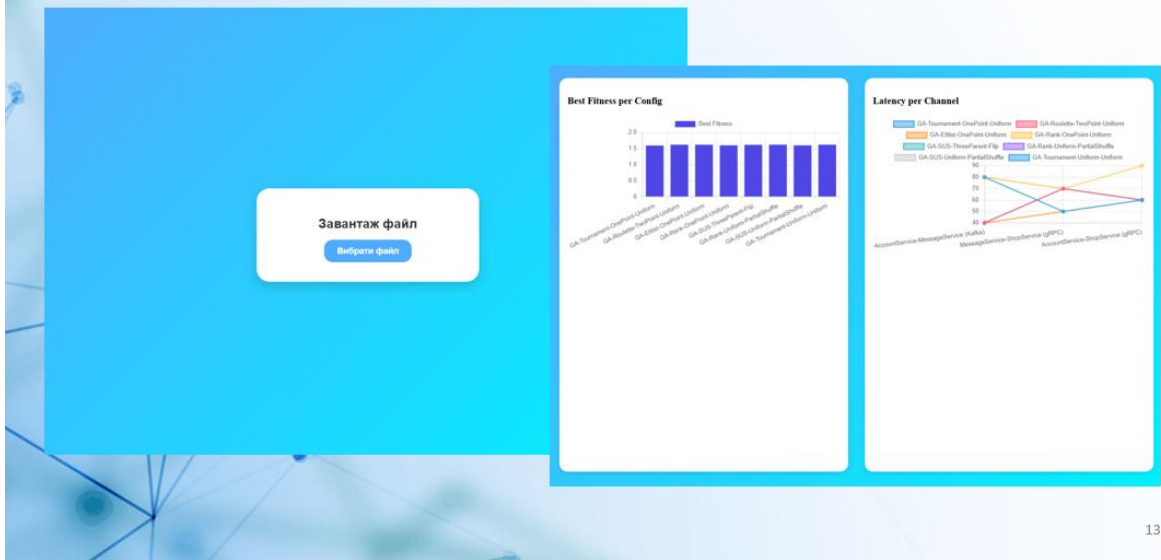 Завантаж файл
Вибрати файл
Best Fitness per Config
Best Fitness
2.0
1.5
1.0
0.5
0
GA-Tournament-OnePoint-Uniform
GA-Roulette-TwoPoint-Uniform
GA-Elitist-OnePoint-Uniform
GA-Rank-OnePoint-Uniform
GA-SUS-ThreeParent-Flip
GA-Rank-Uniform-PartialShuffle
GA-SUS-Uniform-PartialShuffle
GA-Tournament-Uniform-Uniform
Latency per Channel
GA-Tournament-OnePoint-Uniform GA-Roulette-TwoPoint-Uniform
GA-Elitist-OnePoint-Uniform GA-Rank-OnePoint-Uniform
GA-SUS-ThreeParent-Flip GA-Rank-Uniform-PartialShuffle
GA-SUS-Uniform-PartialShuffle GA-Tournament-Uniform-Uniform
90
80
70
60
50
40
AccountService-MessageService (Kafka)
MessageService-ShopService (gRPC)
AccountService-ShopService (gRPC)
13